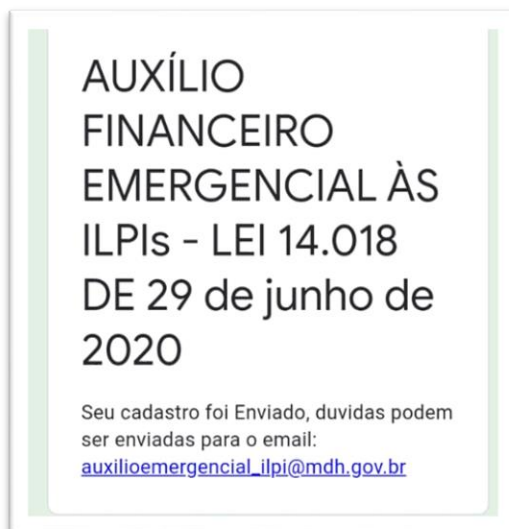 AUXÍLIO
FINANCEIRO
EMERGENCIAL ÀS
ILPIs - LEI 14.018
DE 29 de junho de
2020
Seu cadastro foi Enviado, duvidas podem
ser enviadas para o email:
auxilioemergencial_ilpi@mdh.gov.br